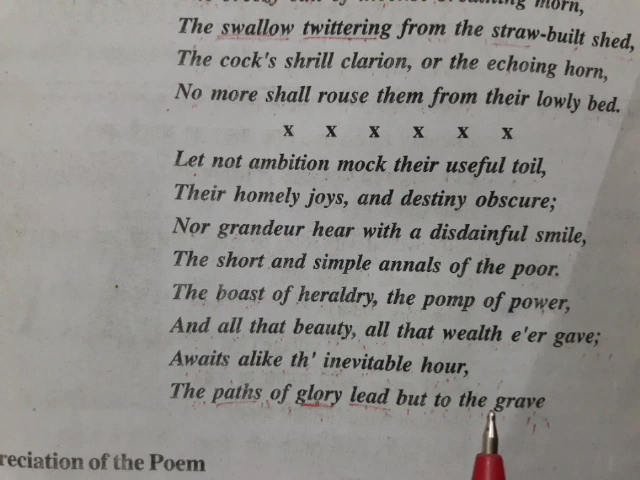 morn,
The swallow twittering from the straw-built shed,
The cock's shrill clarion, or the echoing horn,
No more shall rouse them from their lowly bed.
x x x x x x
Let not ambition mock their useful toil,
Their homely joys, and destiny obscure;
Nor grandeur hear with a disdainful smile,
The short and simple annals of the poor.
The boast of heraldry, the pomp of power,
And all that beauty, all that wealth e'er gave;
Awaits alike th' inevitable hour,
The paths of glory lead but to the grave
reciation of the Poem